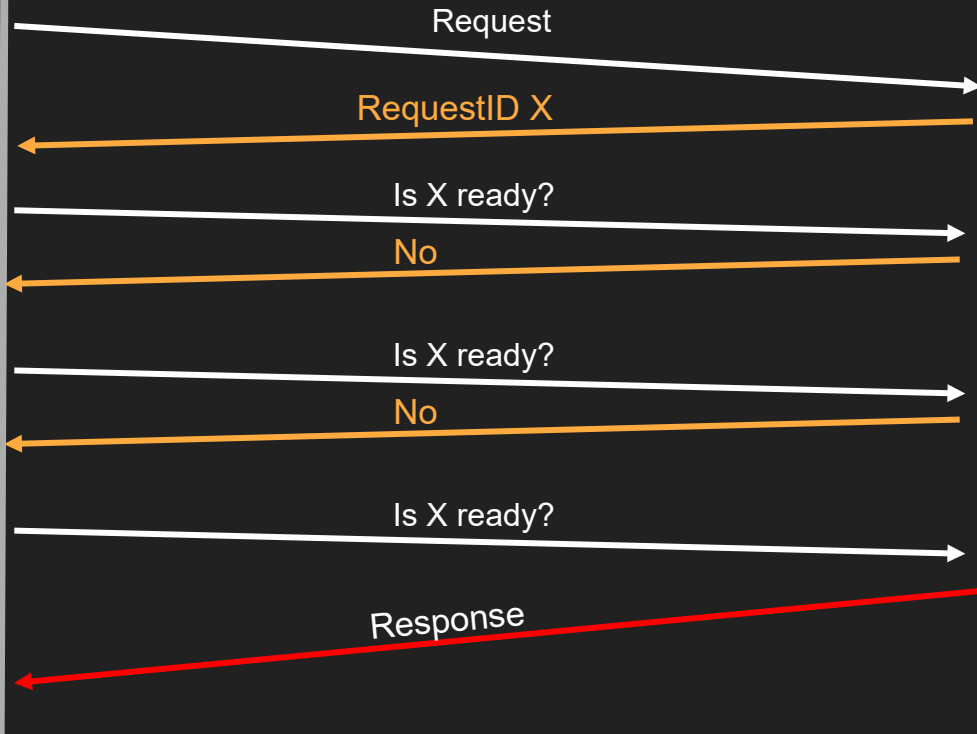 Request
RequestID X
Is X ready?
No
Is X ready?
No
Is X ready?
Response